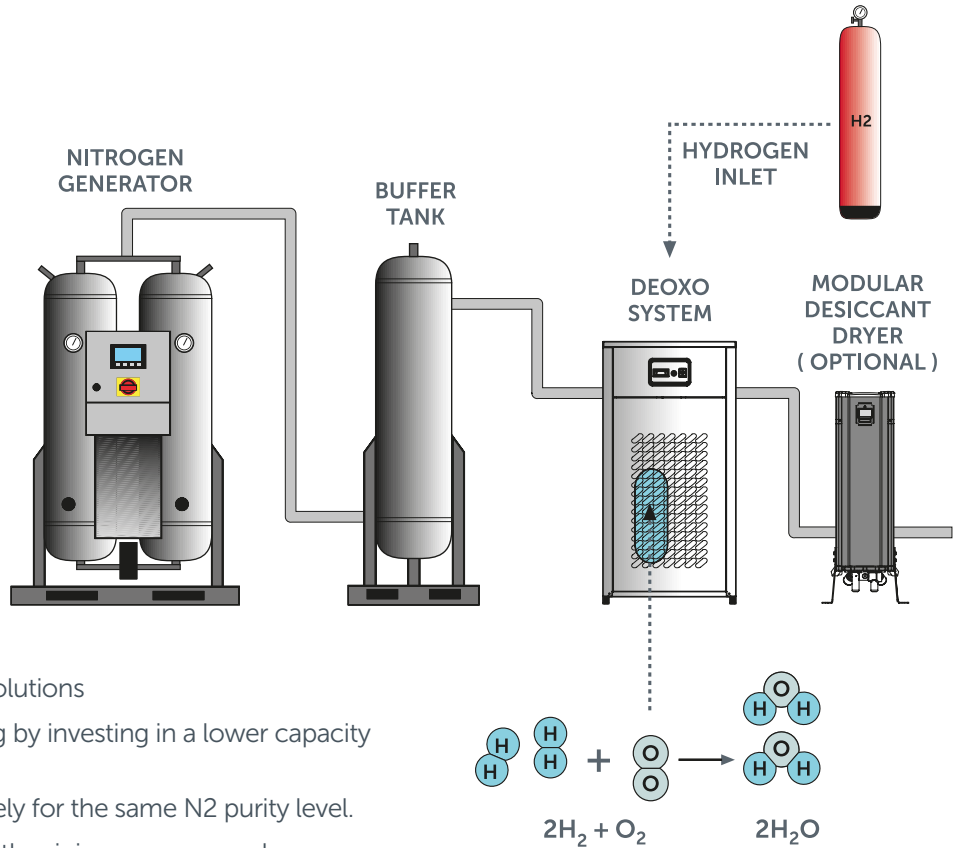 H2
HYDROGEN
INLET
NITROGEN
GENERATOR
BUFFER
TANK
DEOXO
SYSTEM
MODULAR
DESICCANT
DRYER
( OPTIONAL )
olutions
g by investing in a lower capacity
ely for the same N2 purity level.
H
H
H
H
+
O
O
O
H
H
O
H
H
2H₂ + O₂
2H₂O